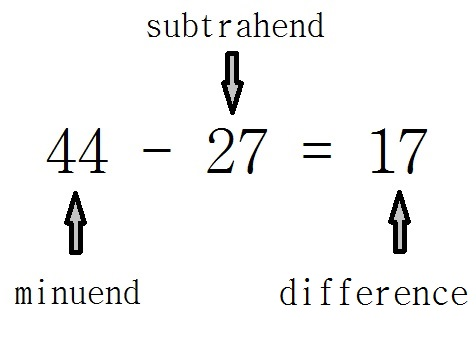 subtrahend
44 - 27 = 17
minuend difference